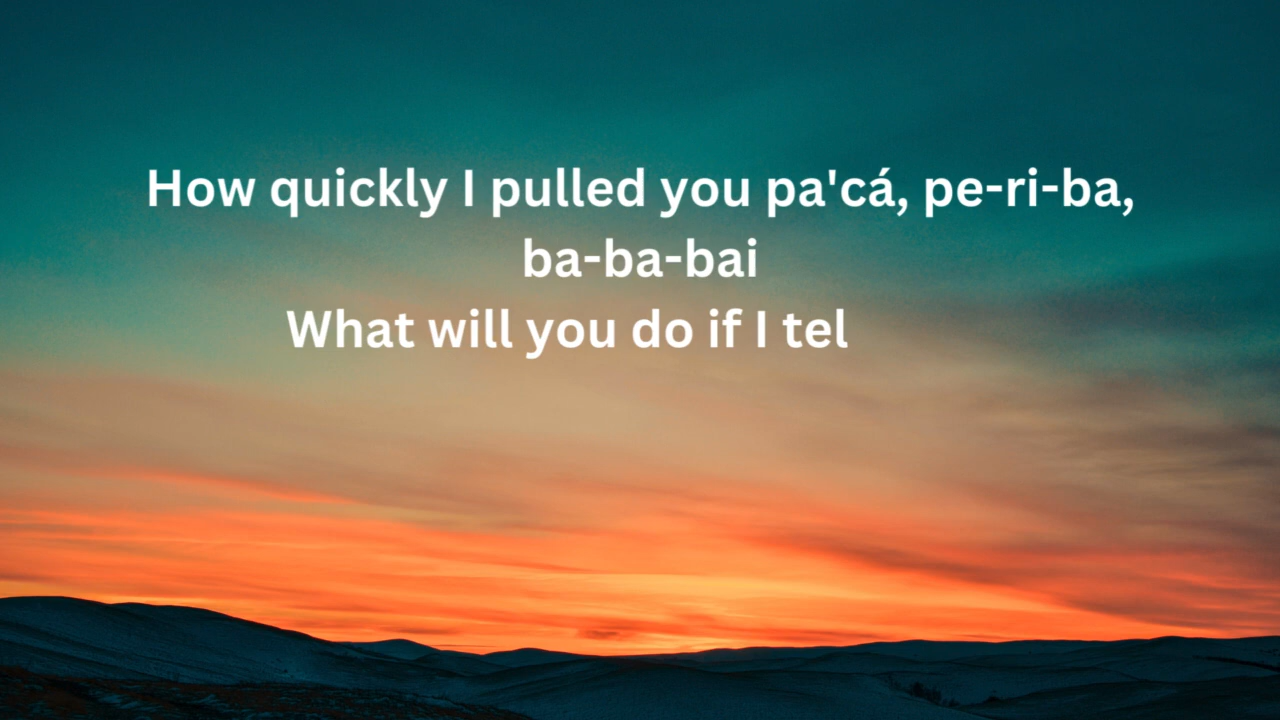 How quickly I pulled you pa'cá, pe-ri-ba,
ba-ba-bai
What will you do if I tel